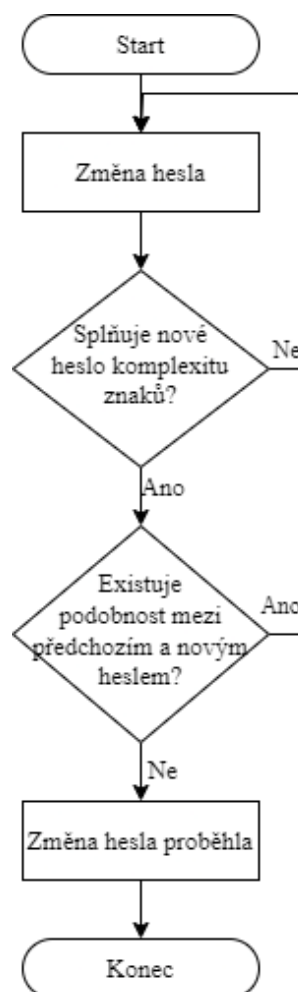 Start
Změna hesla
Splňuje nové
heslo komplexitu
znaků?
Ne
Ano
Existuje
podobnost mezi
předchozím a novým
heslem?
Ano
Ne
Změna hesla proběhla
Konec